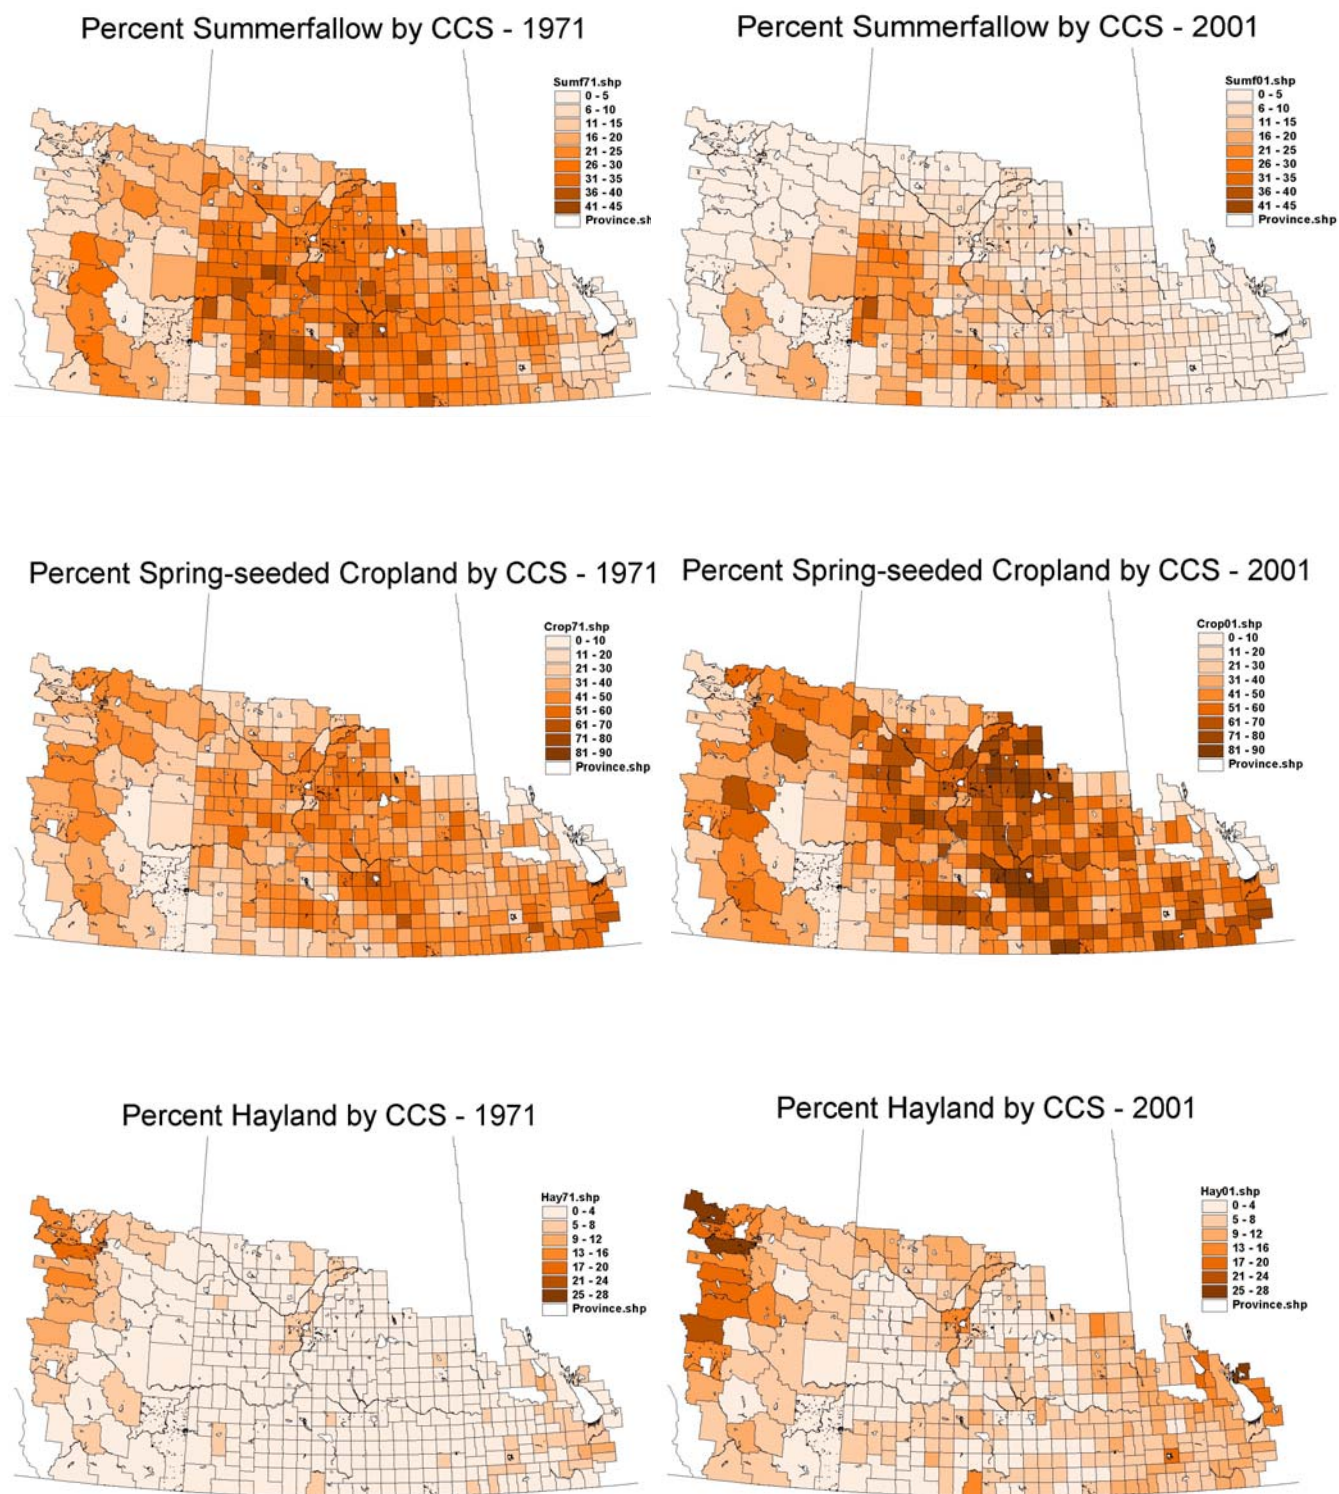 Percent Summerfallow by CCS - 1971
Sumf71.shp
0 - 5
6 - 10
11 - 15
16 - 20
21 - 25
26 - 30
31 - 35
36 - 40
41 - 45
Province.sh
Percent Summerfallow by CCS - 2001
Sumf01.shp
0 - 5
6 - 10
11 - 15
16 - 20
21 - 25
26 - 30
31 - 35
36 - 40
41 - 45
Province.shp
Percent Spring-seeded Cropland by CCS - 1971
Crop71.shp
0 - 10
11 - 20
21 - 30
31 - 40
41 - 50
51 - 60
61 - 70
71 - 80
81 - 90
Province.shp
Percent Spring-seeded Cropland by CCS - 2001
Crop01.shp
0 - 10
11 - 20
21 - 30
31 - 40
41 - 50
51 - 60
61 - 70
71 - 80
81 - 90
Province.shp
Percent Hayland by CCS - 1971
Hay71.shp
0 - 4
5 - 8
9 - 12
13 - 16
17 - 20
21 - 24
25 - 28
Province.shp
Percent Hayland by CCS - 2001
Hay01.shp
0 - 4
5 - 8
9 - 12
13 - 16
17 - 20
21 - 24
25 - 28
Province.shp